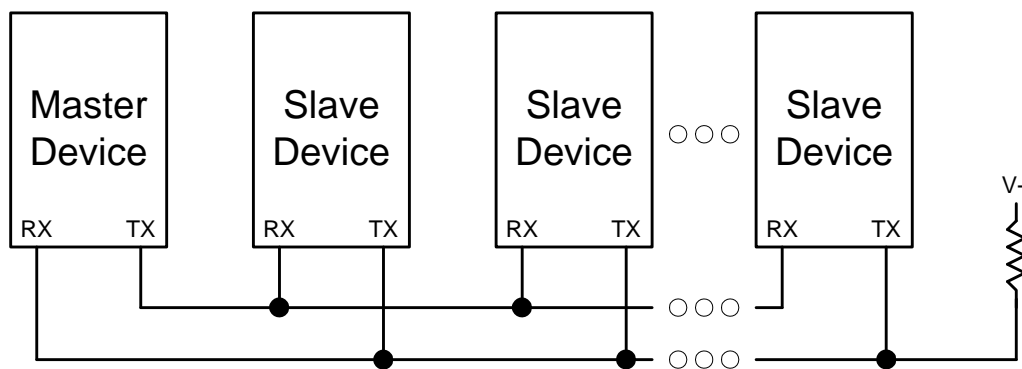 Master
Device
Slave
Device
Slave
Device
Slave
Device
RX TX
RX TX
RX TX
RX TX